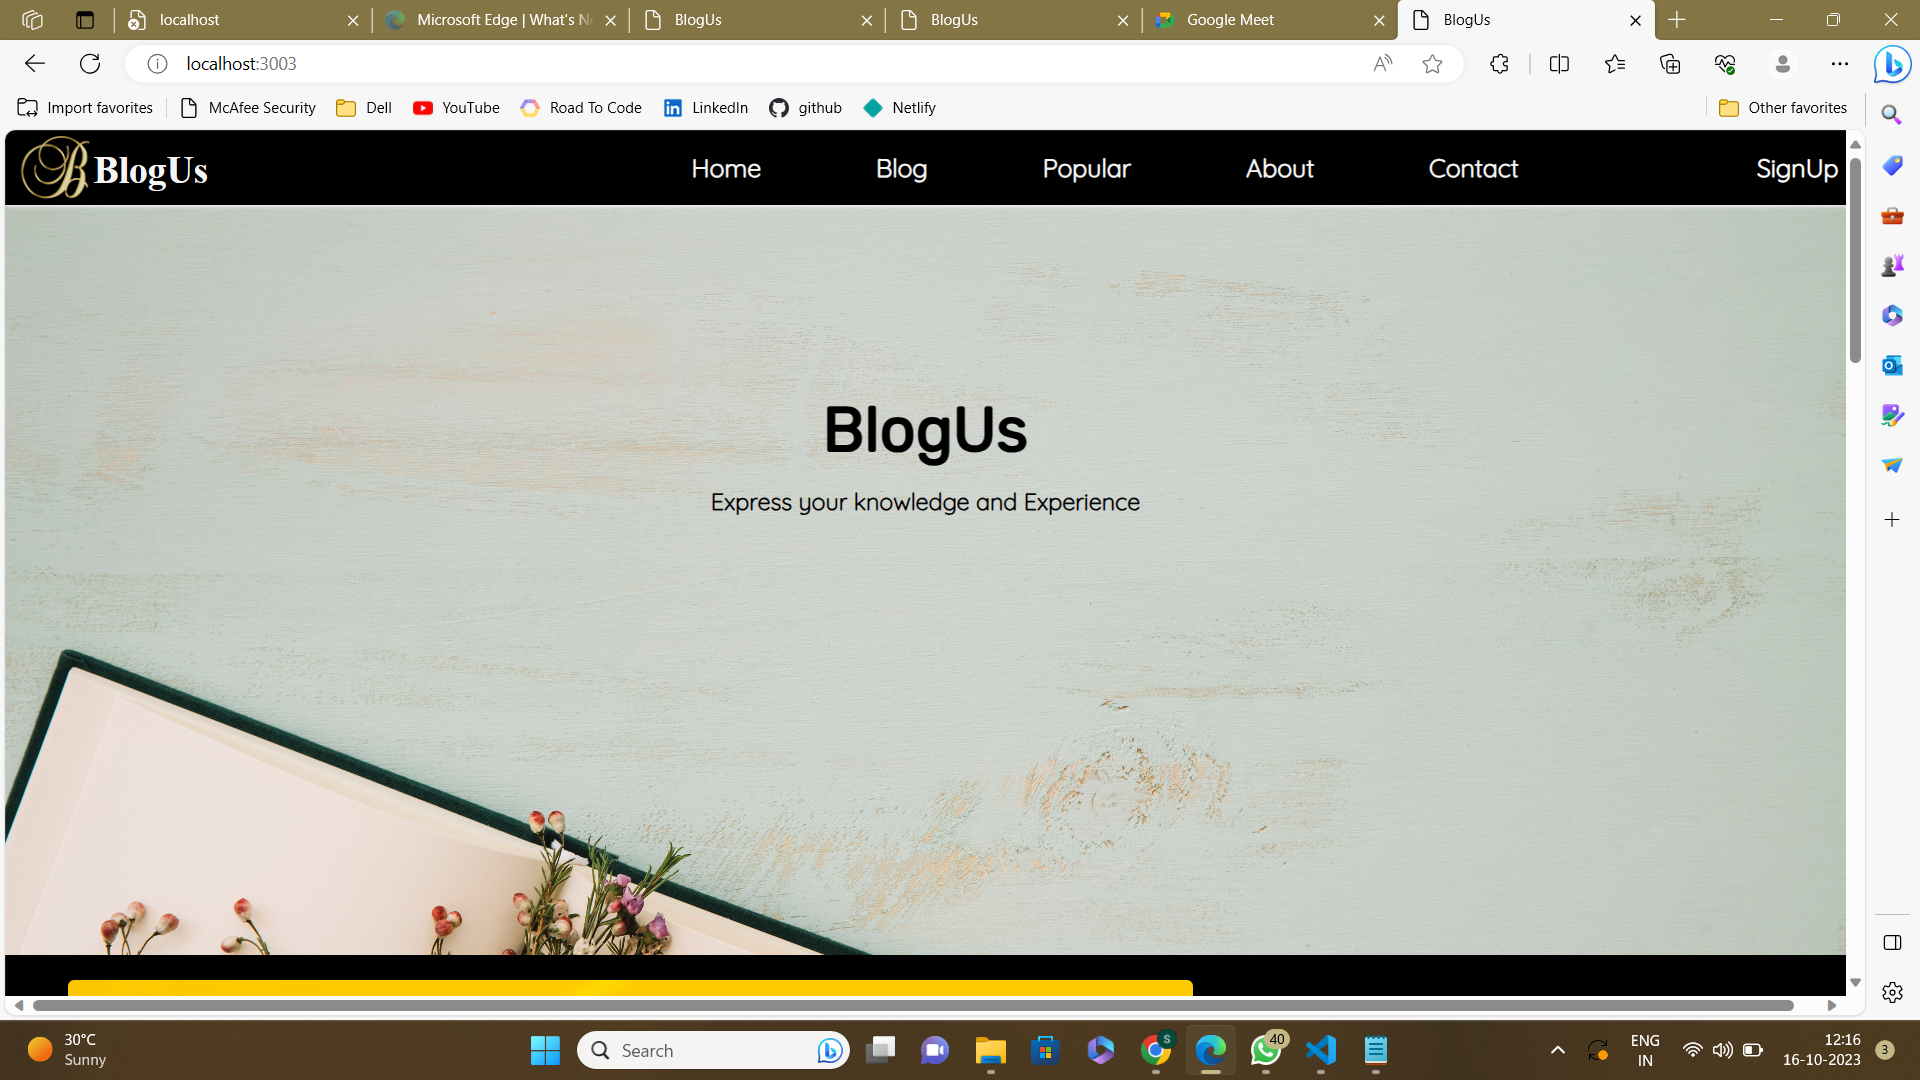 localhost
Microsoft Edge | What's Ne
BlogUs
BlogUs
Google Meet
BlogUs
localhost:3003
Import favorites
McAfee Security
Dell
YouTube
Road To Code
LinkedIn
github
Netlify
Other favorites
BlogUs
Home
Blog
Popular
About
Contact
SignUp
BlogUs
Express your knowledge and Experience
30°C
Sunny
Search
S
40
ENG
IN
12:16
16-10-2023
3